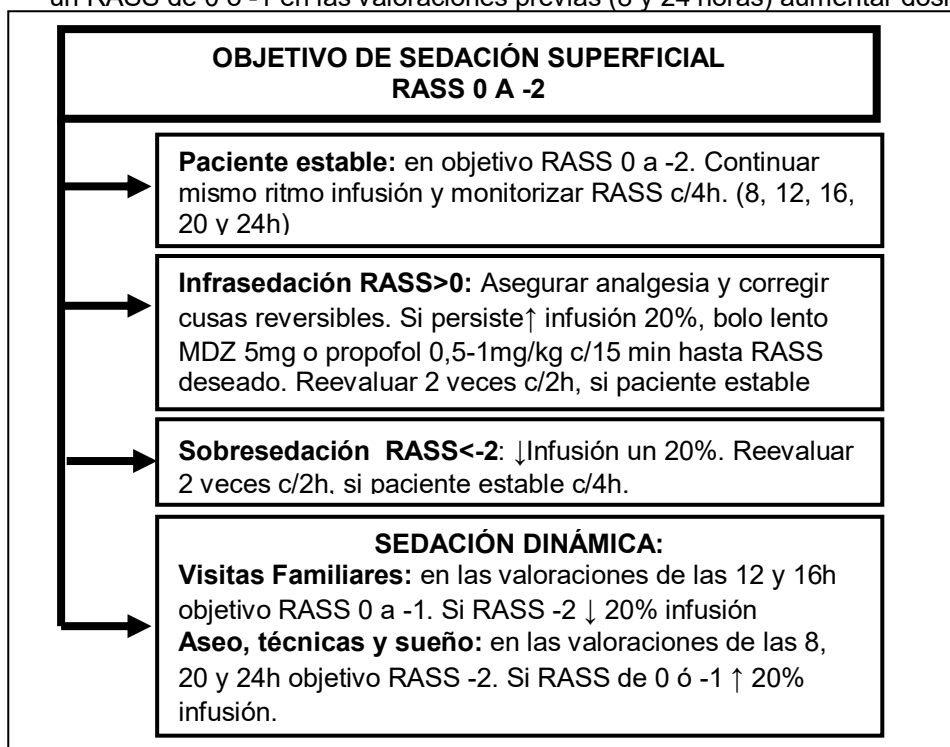 un RASS de 0 ó -1 en las valoraciones previas (8 y 24 horas) aumentar dosi
OBJETIVO DE SEDACIÓN SUPERFICIAL
RASS 0 A -2
Paciente estable: en objetivo RASS 0 a -2. Continuar
mismo ritmo infusión y monitorizar RASS c/4h. (8, 12, 16,
20 y 24h)
Infrasedación RASS>0: Asegurar analgesia y corregir
cusas reversibles. Si persiste↑ infusión 20%, bolo lento
MDZ 5mg o propofol 0,5-1mg/kg c/15 min hasta RASS
deseado. Reevaluar 2 veces c/2h, si paciente estable
Sobresedación RASS<-2: ↓Infusión un 20%. Reevaluar
2 veces c/2h, si paciente estable c/4h.
SEDACIÓN DINÁMICA:
Visitas Familiares: en las valoraciones de las 12 y 16h
objetivo RASS 0 a -1. Si RASS -2 ↓ 20% infusión
Aseo, técnicas y sueño: en las valoraciones de las 8,
20 y 24h objetivo RASS -2. Si RASS de 0 ó -1 ↑ 20%
infusión.